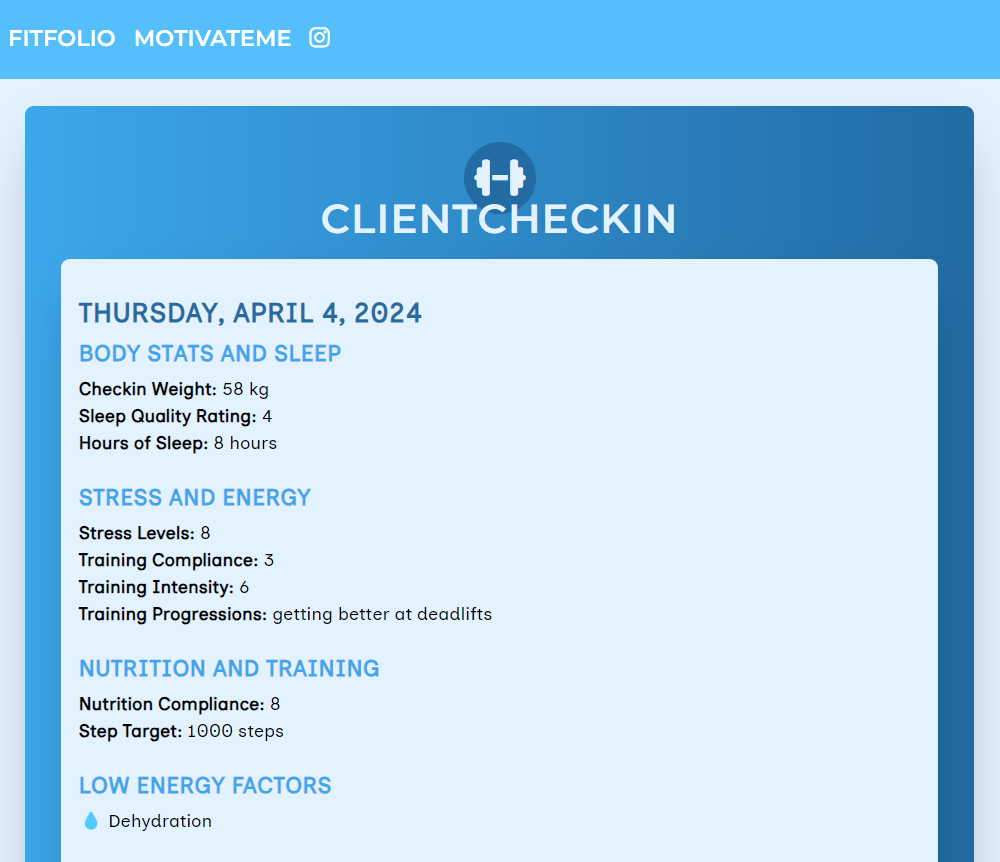 FITFOLIO MOTIVATEME
CLIENTCHECKIN
THURSDAY, APRIL 4, 2024
BODY STATS AND SLEEP
Checkin Weight: 58 kg
Sleep Quality Rating: 4
Hours of Sleep: 8 hours
STRESS AND ENERGY
Stress Levels: 8
Training Compliance: 3
Training Intensity: 6
Training Progressions: getting better at deadlifts
NUTRITION AND TRAINING
Nutrition Compliance: 8
Step Target: 1000 steps
LOW ENERGY FACTORS
Dehydration